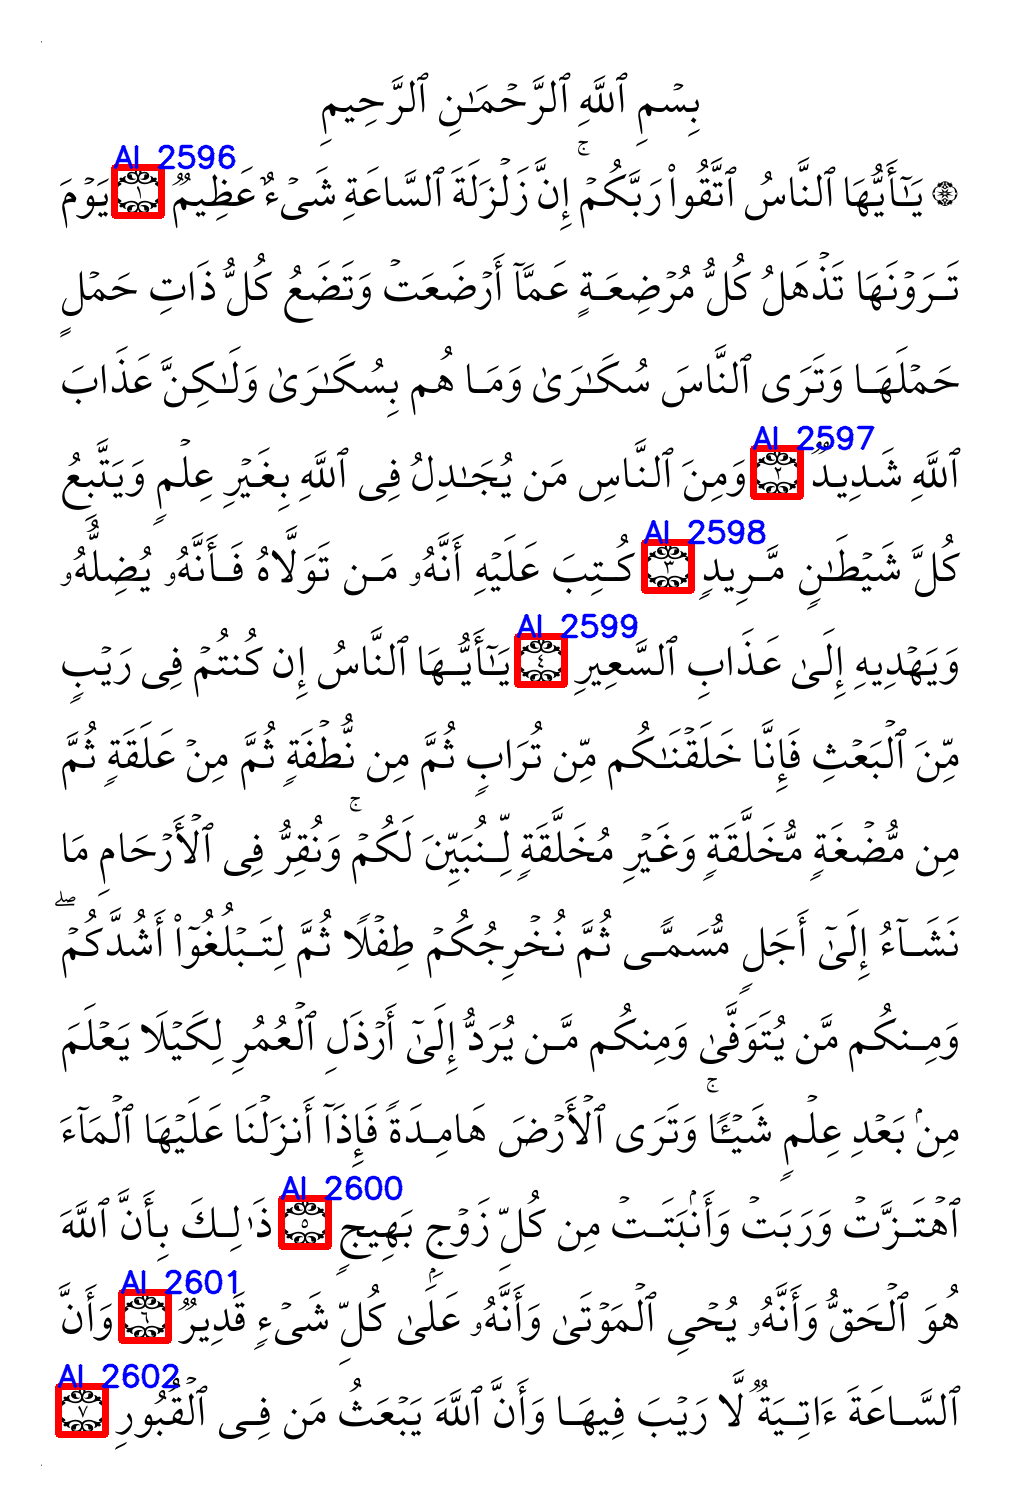 بِسْمِ ٱللَّهِ ٱلرَّحْمَـٰنِ ٱلرَّحِيمِ
AI 2596
۞ يَـٰٓأَيُّهَا ٱلنَّاسُ ٱتَّقُوا۟ رَبَّكُمْ ۚ إِنَّ زَلْزَلَةَ ٱلسَّاعَةِ شَىْءٌ عَظِيمٌ ١ يَوْمَ
تَرَوْنَهَا تَذْهَلُ كُلُّ مُرْضِعَةٍ عَمَّآ أَرْضَعَتْ وَتَضَعُ كُلُّ ذَاتِ حَمْلٍ
حَمْلَهَا وَتَرَى ٱلنَّاسَ سُكَـٰرَىٰ وَمَا هُم بِسُكَـٰرَىٰ وَلَـٰكِنَّ عَذَابَ
AI 2597
ٱللَّهِ شَدِيدٌ ٢ وَمِنَ ٱلنَّاسِ مَن يُجَـٰدِلُ فِى ٱللَّهِ بِغَيْرِ عِلْمٍ وَيَتَّبِعُ
AI 2598
كُلَّ شَيْطَـٰنٍ مَّرِيدٍ ٣ كُتِبَ عَلَيْهِ أَنَّهُۥ مَن تَوَلَّاهُ فَأَنَّهُۥ يُضِلُّهُۥ
AI 2599
وَيَهْدِيهِ إِلَىٰ عَذَابِ ٱلسَّعِيرِ ٤ يَـٰٓأَيُّهَا ٱلنَّاسُ إِن كُنتُمْ فِى رَيْبٍ
مِّنَ ٱلْبَعْثِ فَإِنَّا خَلَقْنَـٰكُم مِّن تُرَابٍ ثُمَّ مِن نُّطْفَةٍ ثُمَّ مِنْ عَلَقَةٍ ثُمَّ
مِن مُّضْغَةٍ مُّخَلَّقَةٍ وَغَيْرِ مُخَلَّقَةٍ لِّنُبَيِّنَ لَكُمْ ۚ وَنُقِرُّ فِى ٱلْأَرْحَامِ مَا
نَشَآءُ إِلَىٰٓ أَجَلٍ مُّسَمًّى ثُمَّ نُخْرِجُكُمْ طِفْلًا ثُمَّ لِتَبْلُغُوٓا۟ أَشُدَّكُمْ ۖ
وَمِنكُم مَّن يُتَوَفَّىٰ وَمِنكُم مَّن يُرَدُّ إِلَىٰٓ أَرْذَلِ ٱلْعُمُرِ لِكَيْلَا يَعْلَمَ
مِنۢ بَعْدِ عِلْمٍ شَيْـًٔا ۚ وَتَرَى ٱلْأَرْضَ هَامِدَةً فَإِذَآ أَنزَلْنَا عَلَيْهَا ٱلْمَآءَ
AI 2600
ٱهْتَزَّتْ وَرَبَتْ وَأَنۢبَتَتْ مِن كُلِّ زَوْجٍۭ بَهِيجٍ ٥ ذَٰلِكَ بِأَنَّ ٱللَّهَ
AI 2601
هُوَ ٱلْحَقُّ وَأَنَّهُۥ يُحْىِ ٱلْمَوْتَىٰ وَأَنَّهُۥ عَلَىٰ كُلِّ شَىْءٍ قَدِيرٌ ٦ وَأَنَّ
AI 2602
ٱلسَّاعَةَ ءَاتِيَةٌ لَّا رَيْبَ فِيهَا وَأَنَّ ٱللَّهَ يَبْعَثُ مَن فِى ٱلْقُبُورِ ٧